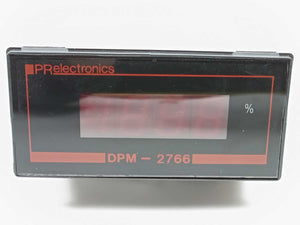 PRelectronics
%
DPM - 2766